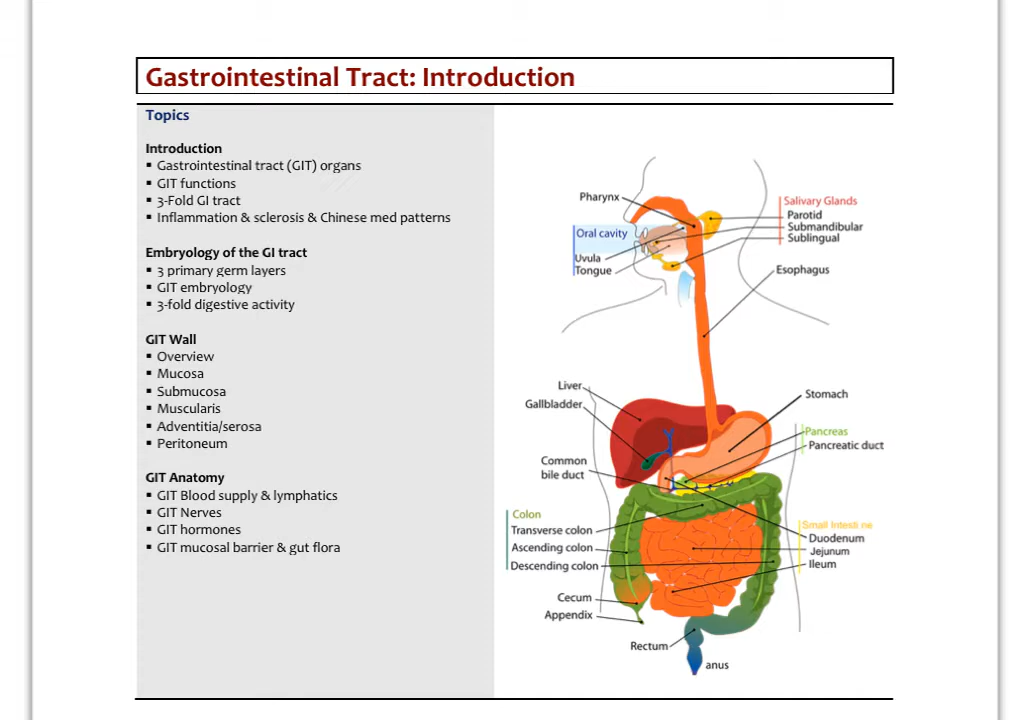 Gastrointestinal Tract: Introduction
Topics
Introduction
▪ Gastrointestinal tract (GIT) organs
▪ GIT functions
▪ 3-Fold GI tract
▪ Inflammation & sclerosis & Chinese med patterns
Embryology of the GI tract
▪ 3 primary germ layers
▪ GIT embryology
▪ 3-fold digestive activity
GIT Wall
▪ Overview
▪ Mucosa
▪ Submucosa
▪ Muscularis
▪ Adventitia/serosa
▪ Peritoneum
GIT Anatomy
▪ GIT Blood supply & lymphatics
▪ GIT Nerves
▪ GIT hormones
▪ GIT mucosal barrier & gut flora
Pharynx
Oral cavity
Uvula
Tongue
Salivary Glands
Parotid
Submandibular
Sublingual
Esophagus
Liver
Gallbladder
Common
bile duct
Stomach
Pancreas
Pancreatic duct
Colon
Transverse colon
Ascending colon
Descending colon
Small Intesti ne
Duodenum
Jejunum
Ileum
Cecum
Appendix
Rectum
anus